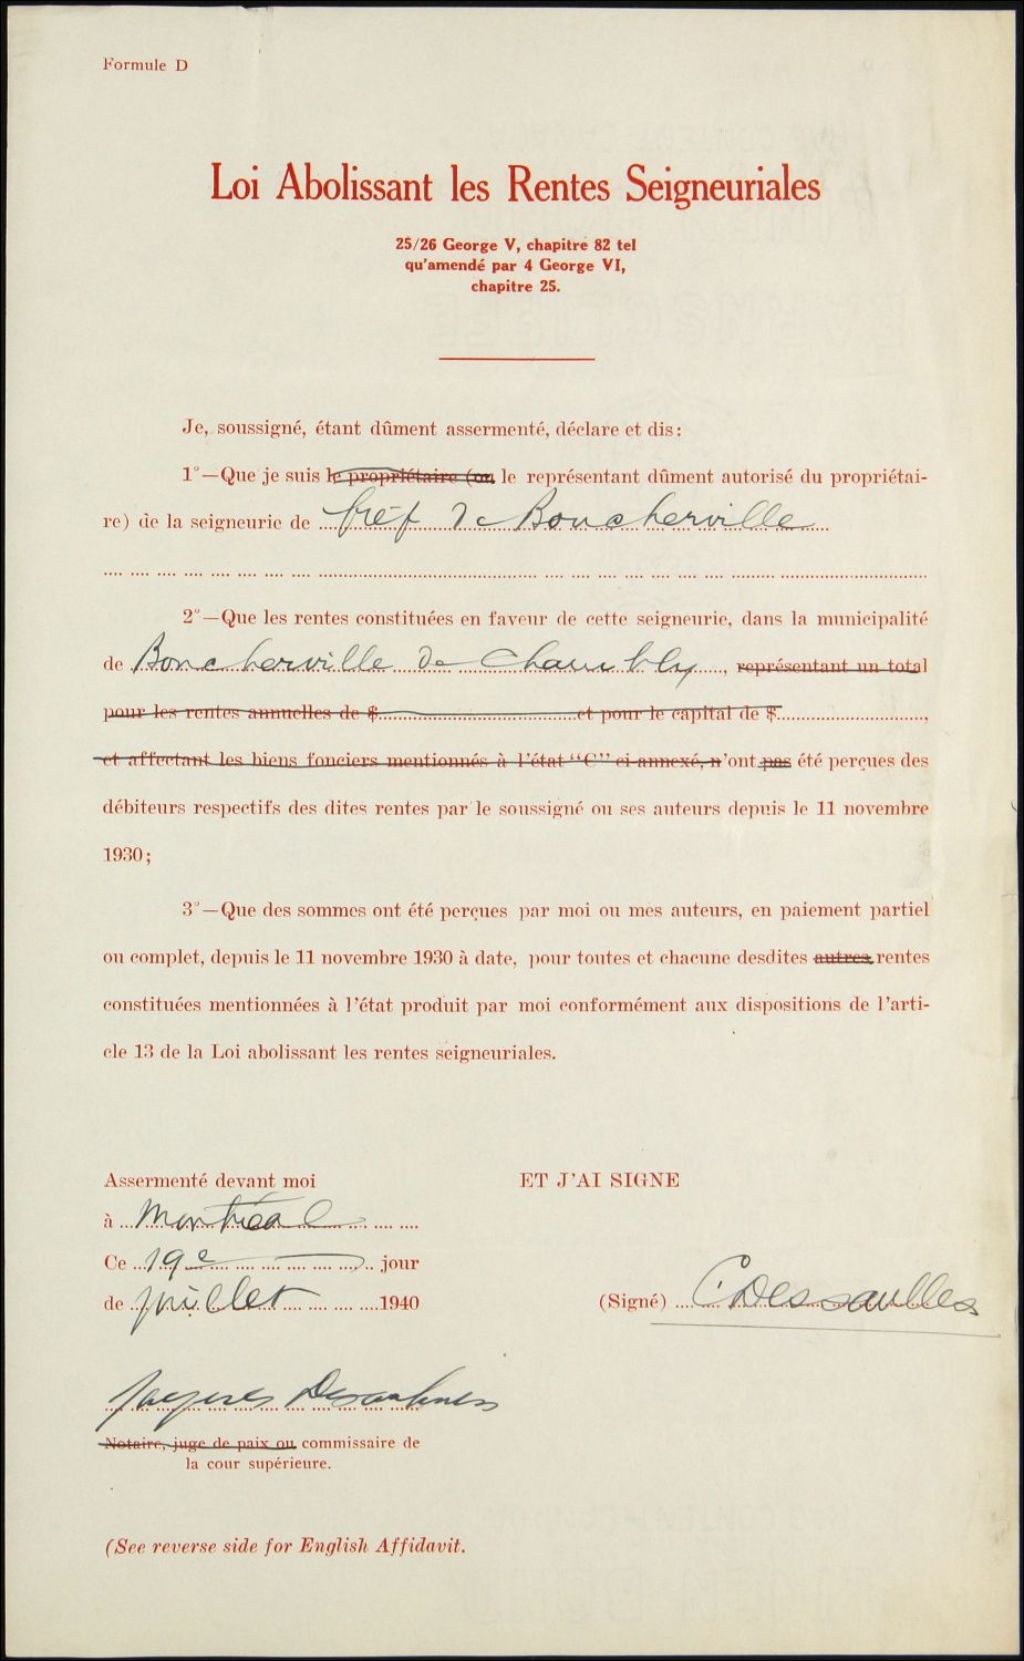 Formule D
Loi Abolissant les Rentes Seigneuriales
25/26 George V, chapitre 82 tel
qu'amendé par 4 George VI,
chapitre 25.
Je, soussigné, étant dûment assermenté, déclare et dis:
1°—Que je suis le propriétaire (ou le représentant dûment autorisé du propriétai-
re) de la seigneurie de fief de Boucherville
2°—Que les rentes constituées en faveur de cette seigneurie, dans la municipalité
de Boucherville de Chambly, représentant un total
pour les rentes annuelles de $ et pour le capital de $ ,
et affectant les biens fonciers mentionnés à l'état "C" ci-annexé, n'ont pas été perçues des
débiteurs respectifs des dites rentes par le soussigné ou ses auteurs depuis le 11 novembre
1930;
3°—Que des sommes ont été perçues par moi ou mes auteurs, en paiement partiel
ou complet, depuis le 11 novembre 1930 à date, pour toutes et chacune desdites autres rentes
constituées mentionnées à l'état produit par moi conformément aux dispositions de l'arti-
cle 13 de la Loi abolissant les rentes seigneuriales.
Assermenté devant moi
ET J'AI SIGNE
à Montréal
Ce 19e jour
de juillet 1940
(Signé) C Dessaulles
Jacques
Notaire, juge de paix ou commissaire de
la cour supérieure.
(See reverse side for English Affidavit.